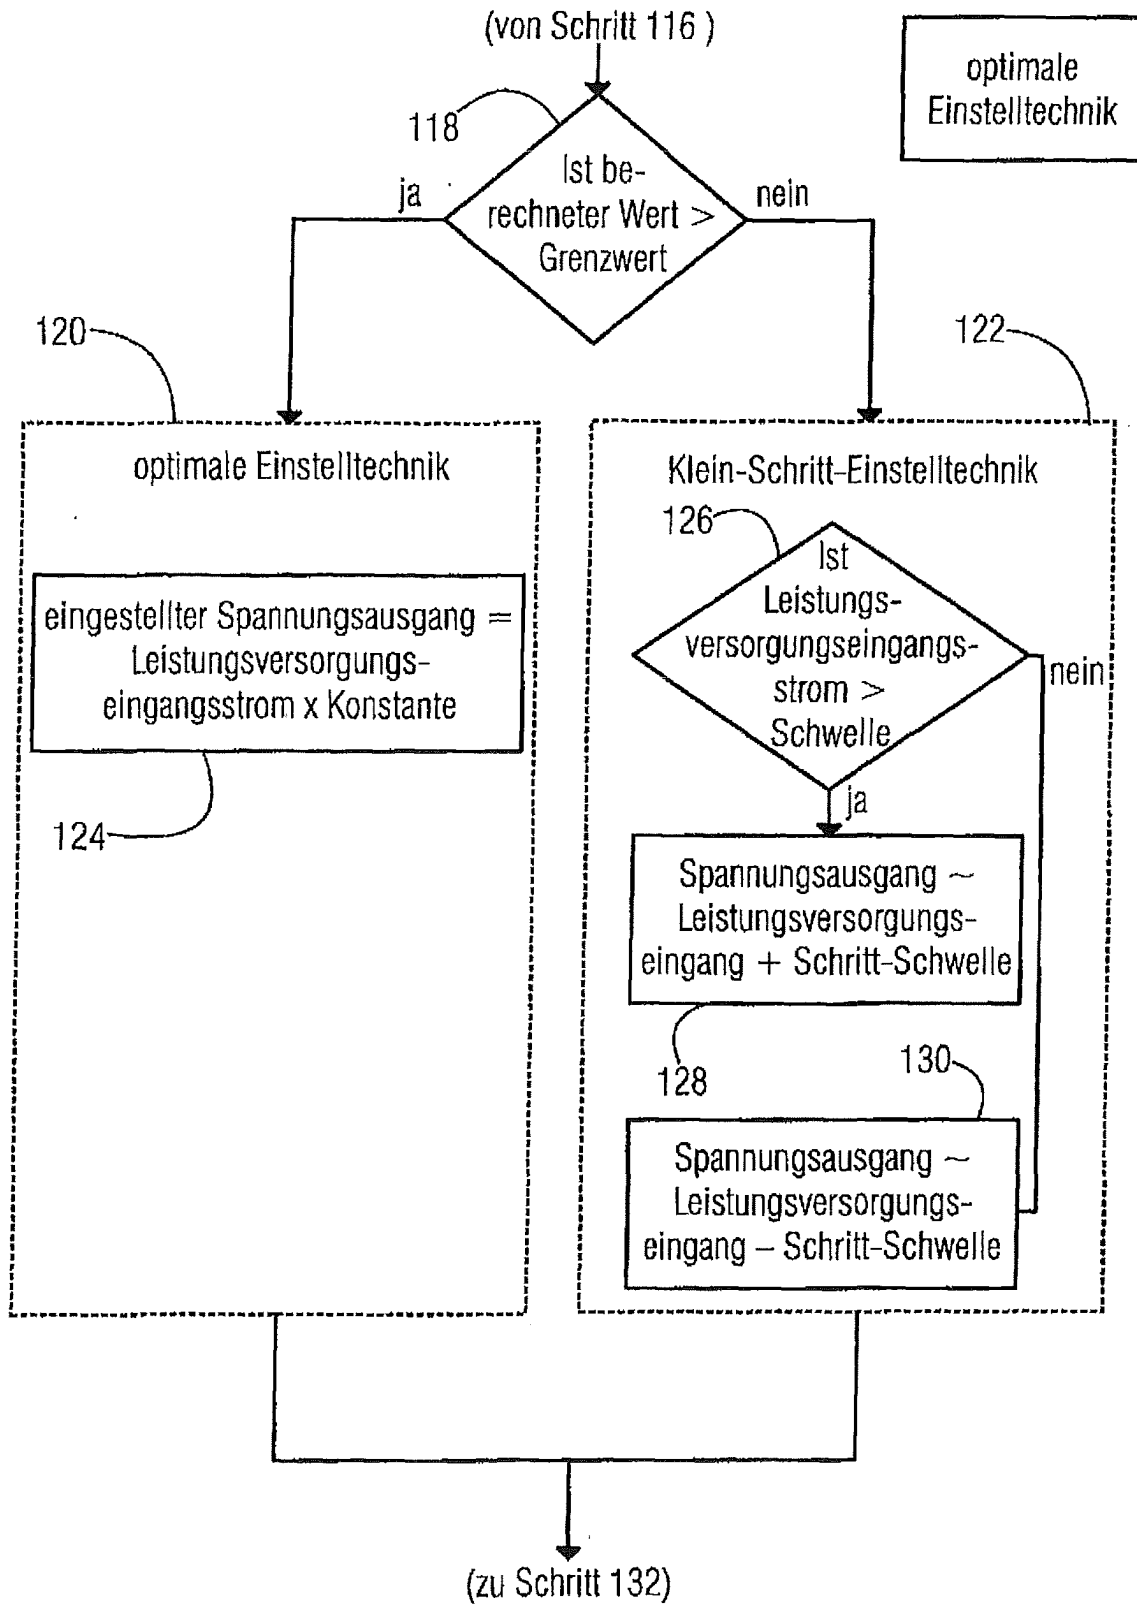 (von Schritt 116 )
optimale
Einstelltechnik
118
Ist be-
rechneter Wert >
Grenzwert
ja
nein
120
122
optimale Einstelltechnik
eingestellter Spannungsausgang =
Leistungsversorgungs-
eingangsstrom x Konstante
124
Klein-Schritt-Einstelltechnik
126
Ist
Leistungs-
versorgungseingangs-
strom >
Schwelle
nein
ja
Spannungsausgang ~
Leistungsversorgungs-
eingang + Schritt-Schwelle
128
130
Spannungsausgang ~
Leistungsversorgungs-
eingang – Schritt-Schwelle
(zu Schritt 132)